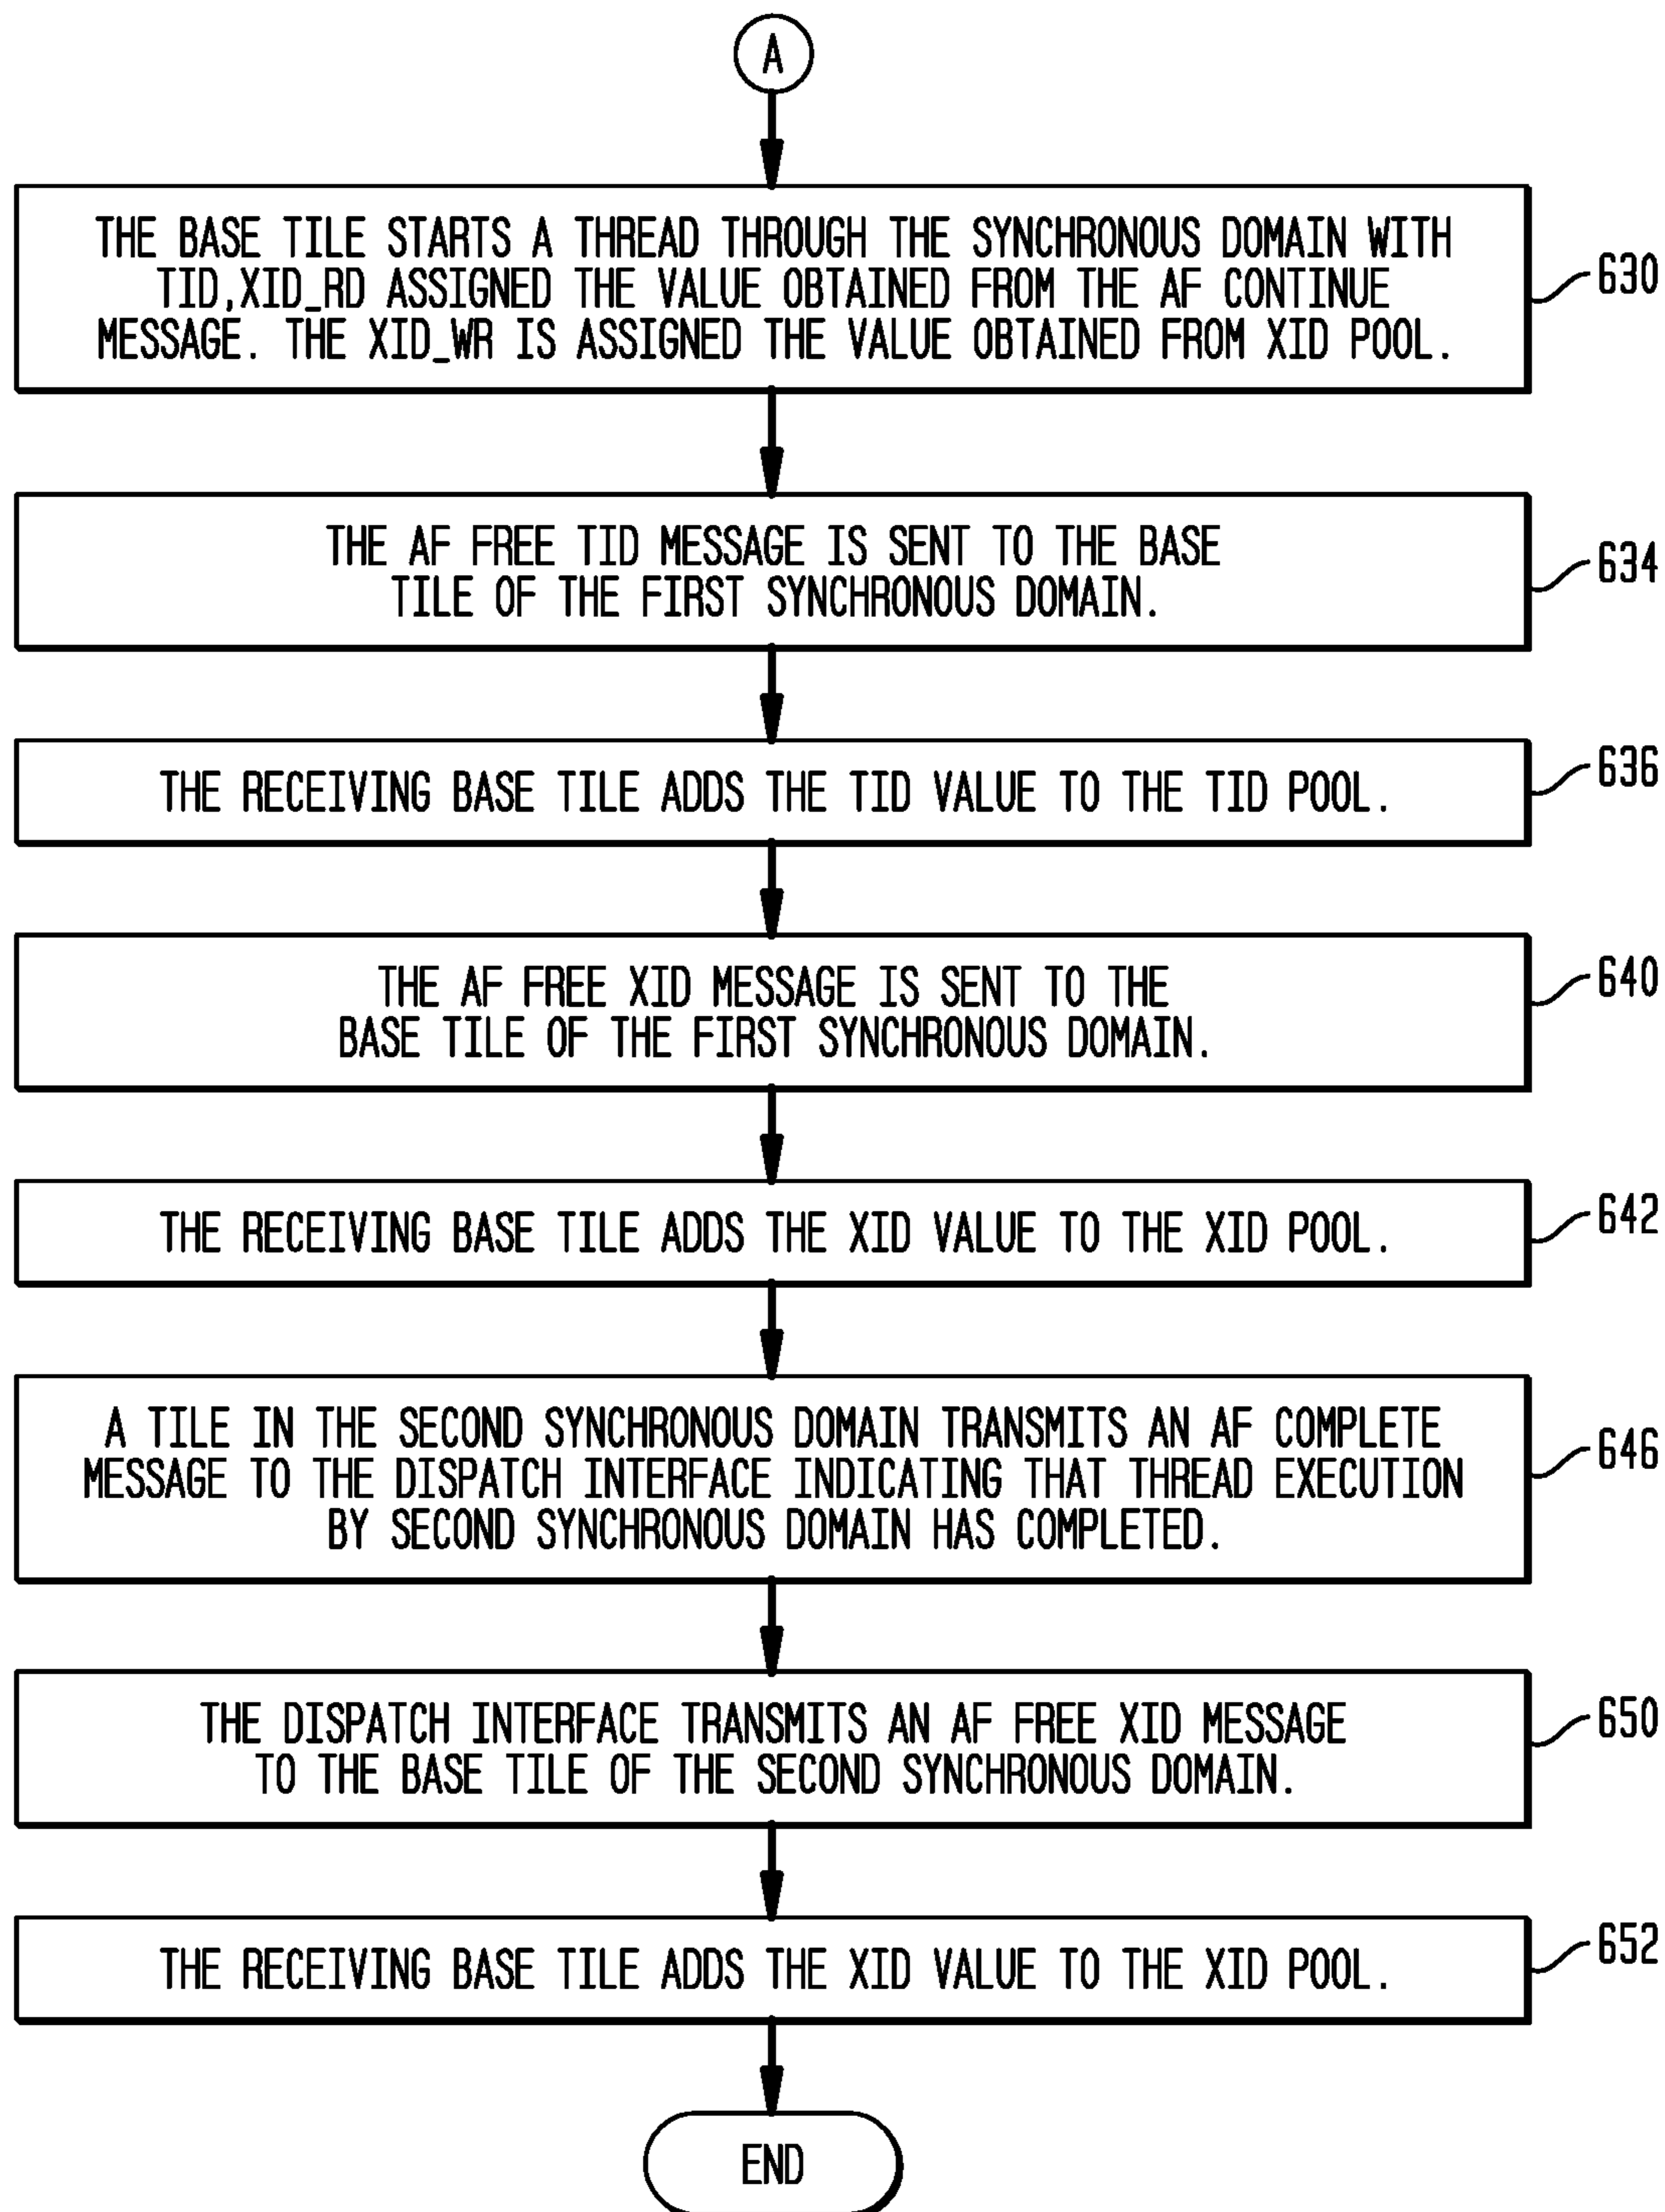 A
THE BASE TILE STARTS A THREAD THROUGH THE SYNCHRONOUS DOMAIN WITH
TID,XID_RD ASSIGNED THE VALUE OBTAINED FROM THE AF CONTINUE
MESSAGE. THE XID_WR IS ASSIGNED THE VALUE OBTAINED FROM XID POOL.
630
THE AF FREE TID MESSAGE IS SENT TO THE BASE
TILE OF THE FIRST SYNCHRONOUS DOMAIN.
634
THE RECEIVING BASE TILE ADDS THE TID VALUE TO THE TID POOL.
636
THE AF FREE XID MESSAGE IS SENT TO THE
BASE TILE OF THE FIRST SYNCHRONOUS DOMAIN.
640
THE RECEIVING BASE TILE ADDS THE XID VALUE TO THE XID POOL.
642
A TILE IN THE SECOND SYNCHRONOUS DOMAIN TRANSMITS AN AF COMPLETE
MESSAGE TO THE DISPATCH INTERFACE INDICATING THAT THREAD EXECUTION
BY SECOND SYNCHRONOUS DOMAIN HAS COMPLETED.
646
THE DISPATCH INTERFACE TRANSMITS AN AF FREE XID MESSAGE
TO THE BASE TILE OF THE SECOND SYNCHRONOUS DOMAIN.
650
THE RECEIVING BASE TILE ADDS THE XID VALUE TO THE XID POOL.
652
END